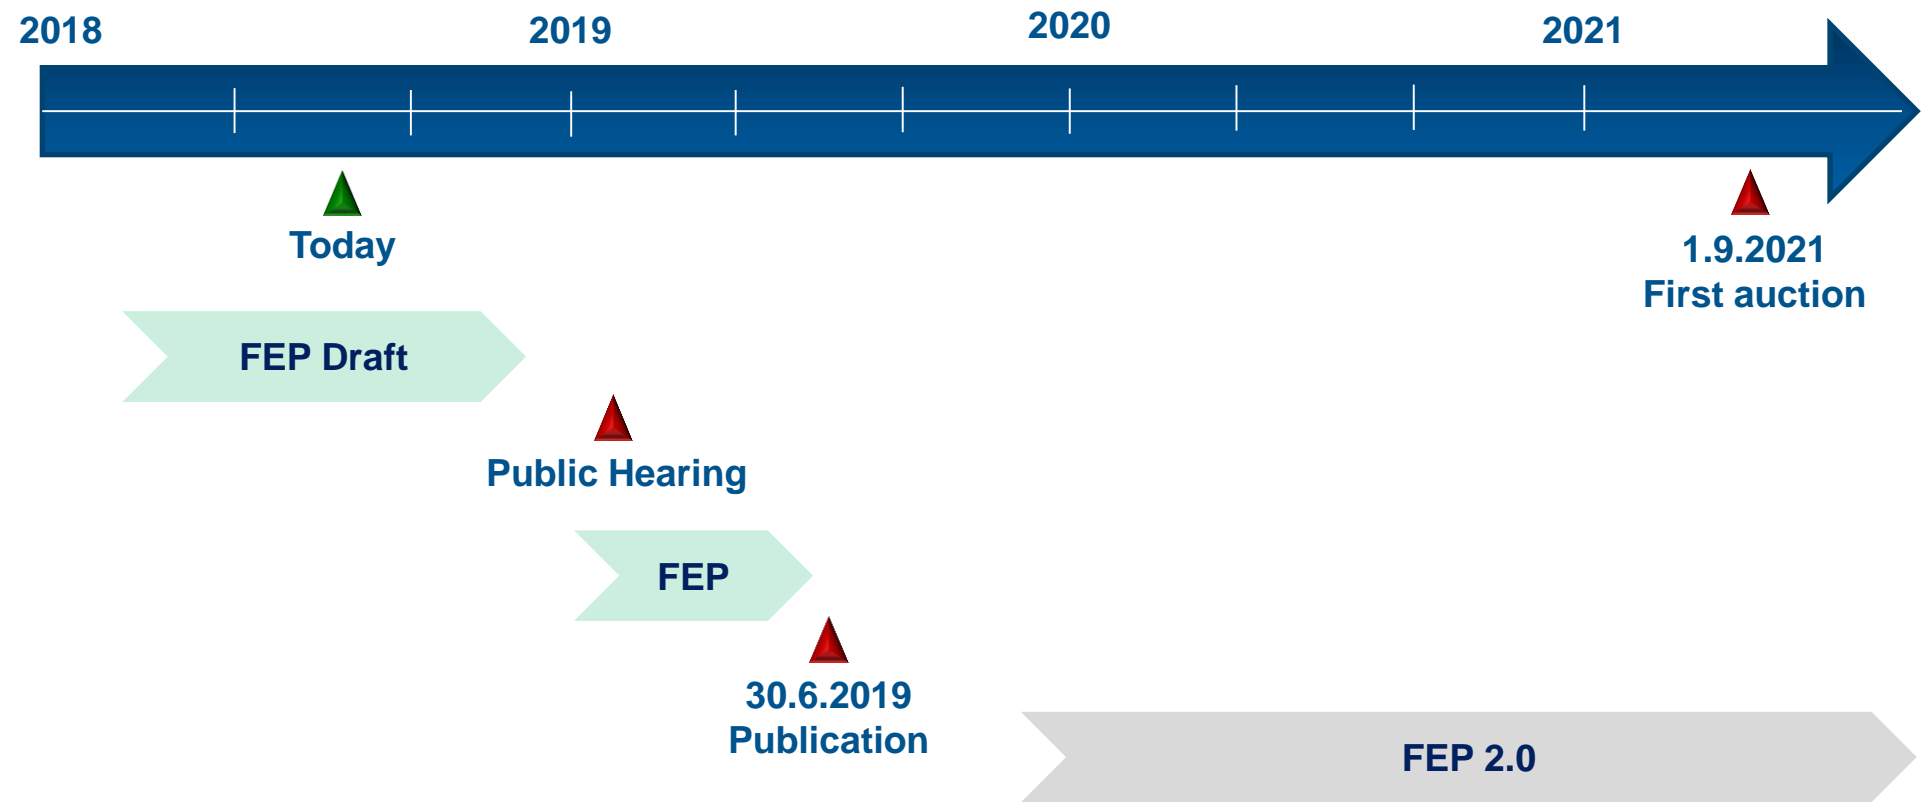 2018
2019
2020
2021
Today
1.9.2021
First auction
FEP Draft
Public Hearing
FEP
30.6.2019
Publication
FEP 2.0